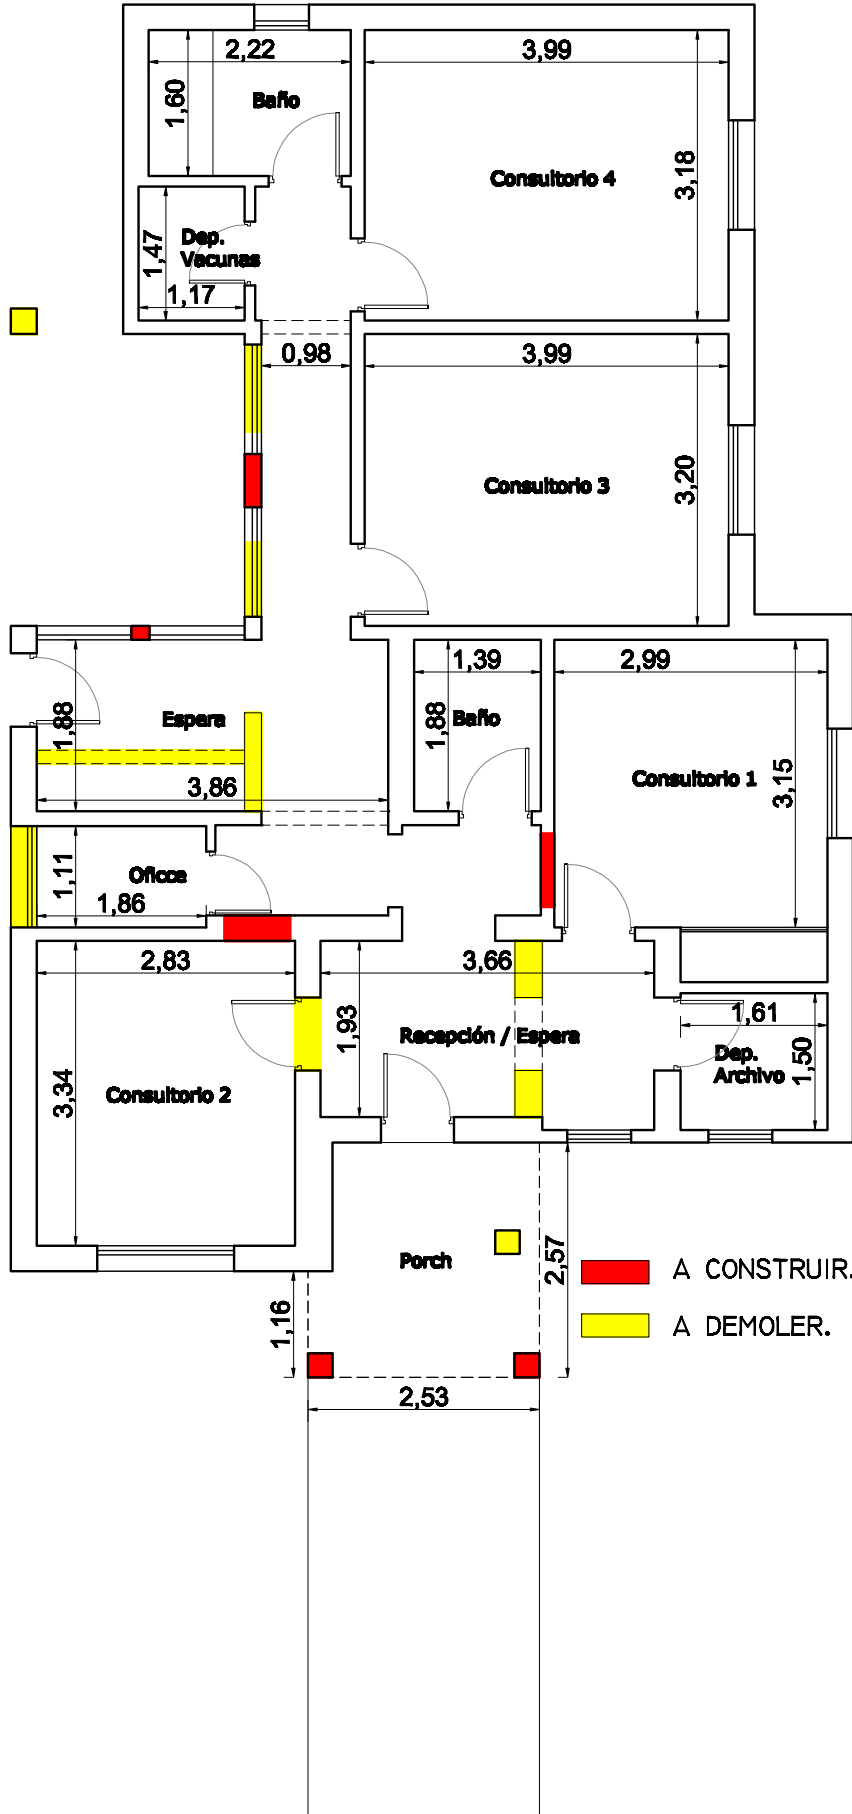 2,22
3,99
1,60
Baño
Consultorio 4
3,18
1,47
Dep.
Vacunas
1,17
0,98
3,99
Consultorio 3
3,20
1,39
2,99
1,88
Espera
1,88
Baño
Consultorio 1
3,15
3,86
1,11
Oficce
1,86
2,83
3,66
1,93
Recepción / Espera
1,61
Dep.
Archivo
1,50
3,34
Consultorio 2
Porch
2,57
A CONSTRUIR.
1,16
A DEMOLER.
2,53